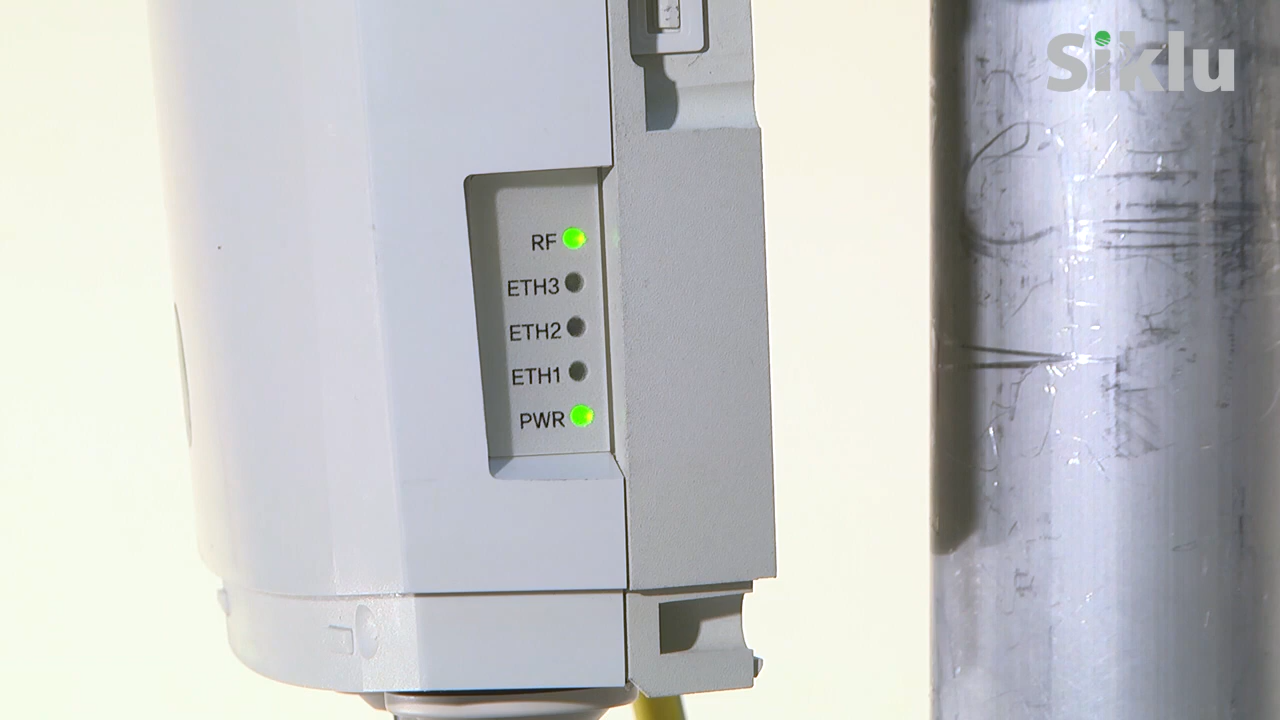 Siklu
RF
ETH3
ETH2
ETH1
PWR